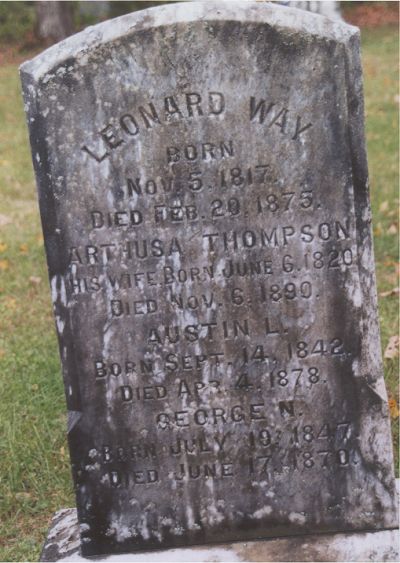 LEONARD WAY
BORN
NOV. 5. 1817.
DIED FEB. 20. 1875.
ARTHUSA THOMPSON
HIS WIFE. BORN JUNE 6. 1820
DIED NOV. 6. 1890.
AUSTIN L.
BORN SEPT. 14, 1842.
DIED APR. 4. 1878.
GEORGE N.
BORN JULY 19, 1847
DIED JUNE 17, 1870.